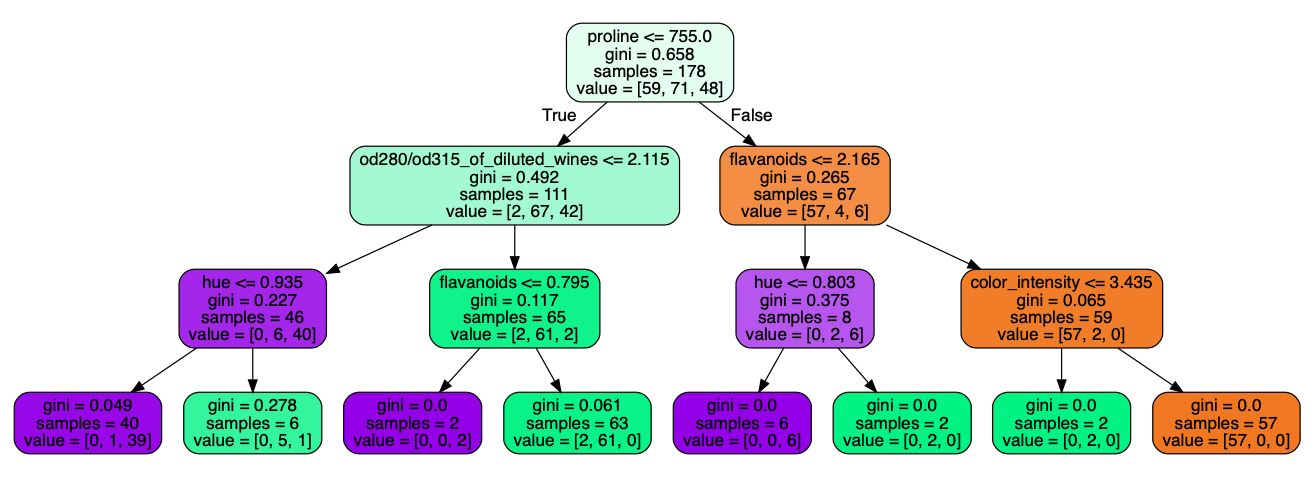 proline <= 755.0
gini = 0.658
samples = 178
value = [59, 71, 48]
True
False
od280/od315_of_diluted_wines <= 2.115
gini = 0.492
samples = 111
value = [2, 67, 42]
flavanoids <= 2.165
gini = 0.265
samples = 67
value = [57, 4, 6]
hue <= 0.935
gini = 0.227
samples = 46
value = [0, 6, 40]
flavanoids <= 0.795
gini = 0.117
samples = 65
value = [2, 61, 2]
hue <= 0.803
gini = 0.375
samples = 8
value = [0, 2, 6]
color_intensity <= 3.435
gini = 0.065
samples = 59
value = [57, 2, 0]
gini = 0.049
samples = 40
value = [0, 1, 39]
gini = 0.278
samples = 6
value = [0, 5, 1]
gini = 0.0
samples = 2
value = [0, 0, 2]
gini = 0.061
samples = 63
value = [2, 61, 0]
gini = 0.0
samples = 6
value = [0, 0, 6]
gini = 0.0
samples = 2
value = [0, 2, 0]
gini = 0.0
samples = 2
value = [0, 2, 0]
gini = 0.0
samples = 57
value = [57, 0, 0]